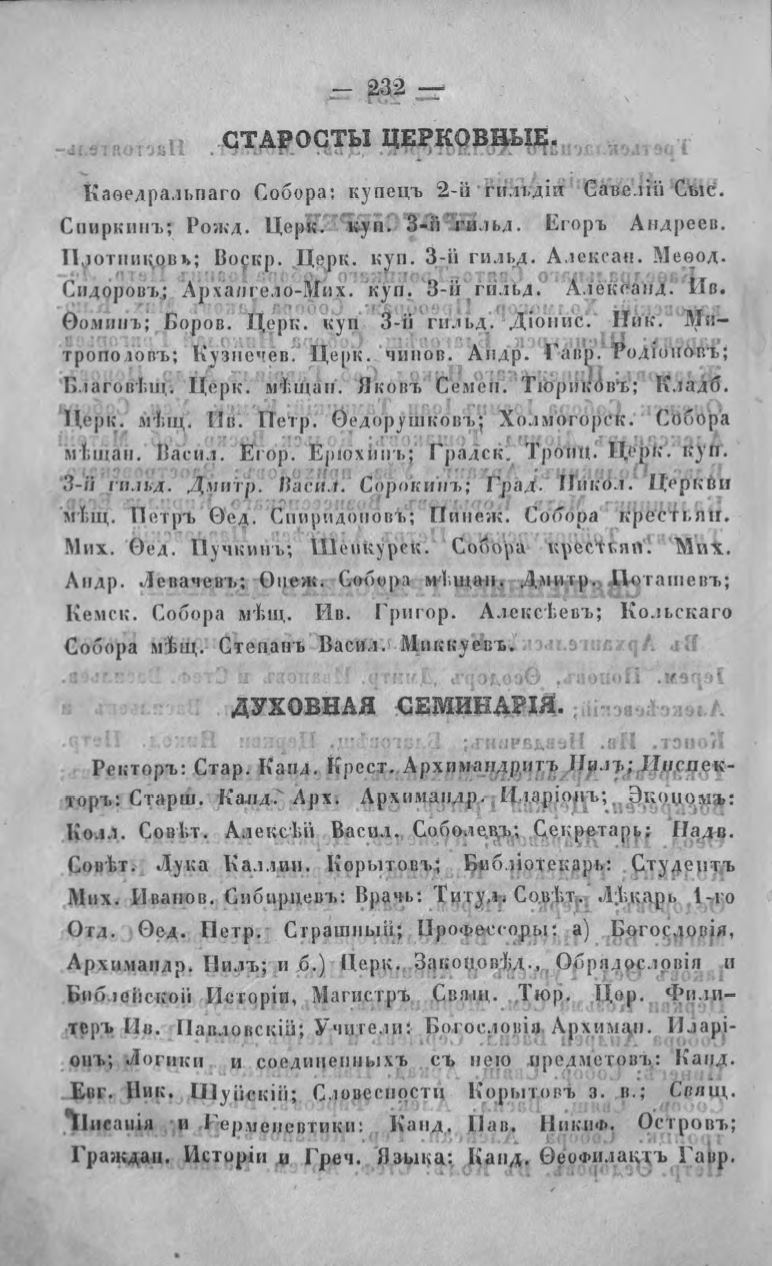 — 232 —
СТАРОСТЫ ЦЕРКОВНЫЕ.
Каѳедральнаго Собора: купецъ 2-й гильдіи Савелій Сыс.
Спиркинъ; Рожд. Церк. куп. 3-й гильд. Егоръ Андреев.
Плотниковъ; Воскр. Церк. куп. 3-й гильд. Алексан. Меѳод.
Сидоровъ; Архангело-Мих. куп. 3-й гильд. Александ. Ив.
Ѳоминъ; Боров. Церк. куп 3-й гильд. Діонис. Ник. Ми-
трополовъ; Кузнечев. Церк. чинов. Андр. Гавр. Родіоновъ;
Благовѣщ. Церк. мѣщан. Яковъ Семен. Тюриковъ; Кладб.
Церк. мѣщ. Ив. Петр. Ѳедорушковъ; Холмогорск. Собора
мѣщан. Васил. Егор. Ерюхинъ; Градск. Троиц. Церк. куп.
3-й гильд. Дмитр. Васил. Сорокинъ; Град. Никол. Церкви
мѣщ. Петръ Ѳед. Спиридоновъ; Пинеж. Собора крестьян.
Мих. Ѳед. Пучкинъ; Шенкурск. Собора крестьян. Мих.
Андр. Левачевъ; Онеж. Собора мѣщан. Дмитр. Поташевъ;
Кемск. Собора мѣщ. Ив. Григор. Алексѣевъ; Кольскаго
Собора мѣщ. Степанъ Васил. Миккуевъ.
ДУХОВНАЯ СЕМИНАРІЯ.
Ректоръ: Стар. Канд. Крест. Архимандритъ Нилъ; Инспек-
торъ: Старш. Канд. Арх. Архимандр. Иларіонъ; Экономъ:
Колл. Совѣт. Алексѣй Васил. Соболевъ; Секретарь: Надв.
Совѣт. Лука Каллин. Корытовъ; Библіотекарь: Студентъ
Мих. Иванов. Сибирцевъ: Врачь: Титул. Совѣт. Лѣкарь 1-го
Отд. Ѳед. Петр. Страшный; Профессоры: а) Богословія,
Архимандр. Нилъ; и б.) Церк. Законовѣд., Обрядословія и
Библейской Исторіи, Магистръ Свящ. Тюр. Цер. Фили-
теръ Ив. Павловскій; Учители: Богословія Архиман. Иларі-
онъ; Логики и соединенныхъ съ нею предметовъ: Канд.
Евг. Ник. Шуйскій; Словесности Корытовъ з. в.; Свящ.
Писанія и Герменевтики: Канд. Пав. Никиф. Островъ;
Граждан. Исторіи и Греч. Языка: Канд. Ѳеофилактъ Гавр.